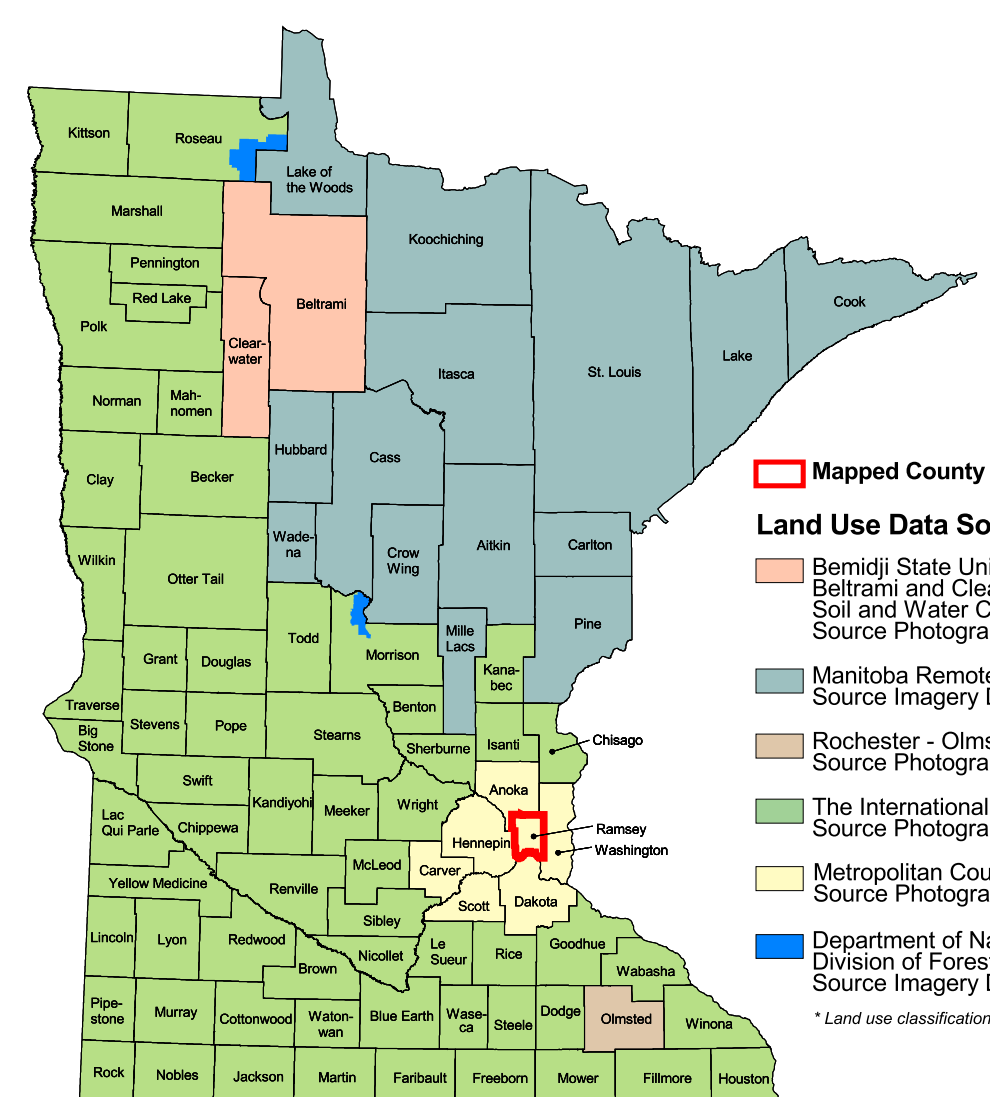 Kittson
Roseau
Lake of
the Woods
Marshall
Koochiching
Pennington
Red Lake
Beltrami
Cook
Polk
Clear-
water
Lake
Itasca
St. Louis
Norman
Mah-
nomen
Hubbard
Cass
Clay
Becker
Mapped County
Land Use Data So
Wade-
na
Crow
Wing
Aitkin
Carlton
Wilkin
Otter Tail
Bemidji State Uni
Beltrami and Clea
Soil and Water C
Source Photogra
Todd
Mille
Lacs
Pine
Grant
Douglas
Morrison
Kana-
bec
Manitoba Remote
Source Imagery D
Traverse
Stevens
Pope
Benton
Big
Stone
Stearns
Sherburne
Isanti
Chisago
Rochester - Olms
Source Photogra
Swift
Kandiyohi
Meeker
Wright
Anoka
The International
Source Photogra
Lac
Qui Parle
Chippewa
Hennepin
Ramsey
Washington
McLeod
Carver
Metropolitan Cou
Source Photogra
Yellow Medicine
Renville
Scott
Dakota
Sibley
Lincoln
Lyon
Redwood
Nicollet
Le
Sueur
Rice
Goodhue
Department of Na
Division of Forest
Source Imagery D
Brown
Wabasha
Pipe-
stone
Murray
Cottonwood
Waton-
wan
Blue Earth
Wase-
ca
Steele
Dodge
Olmsted
Winona
* Land use classification
Rock
Nobles
Jackson
Martin
Faribault
Freeborn
Mower
Fillmore
Houston